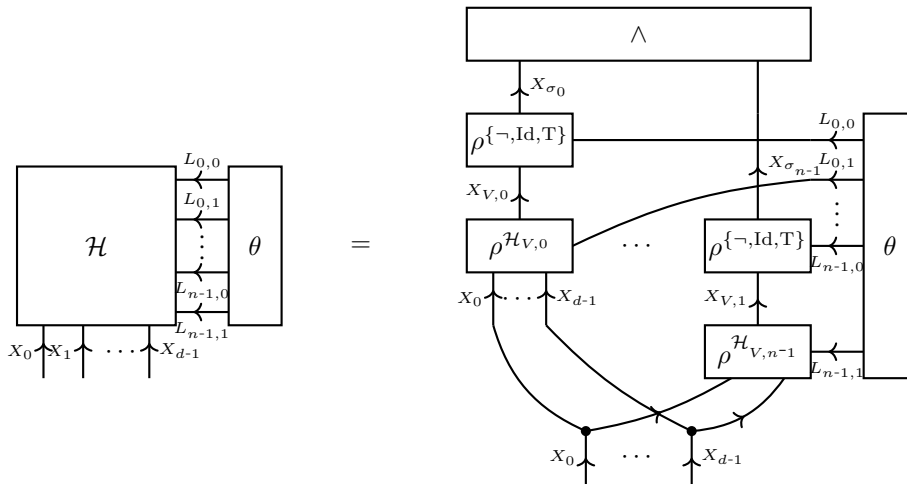 ∧
X_{σ_0}
L_{0,0}
ρ^{{¬,Id,T}}
L_{0,0}
X_{σ_{n-1}}
L_{0,1}
X_{V,0}
L_{0,1}
⋮
ℋ
⋮
θ
=
ρ^{ℋ_{V,0}}
⋯
ρ^{{¬,Id,T}}
θ
L_{n-1,0}
L_{n-1,0}
X_0
⋯
X_{d-1}
X_{V,1}
L_{n-1,1}
X_0
X_1
⋯
X_{d-1}
ρ^{ℋ_{V,n-1}}
L_{n-1,1}
X_0
⋯
X_{d-1}